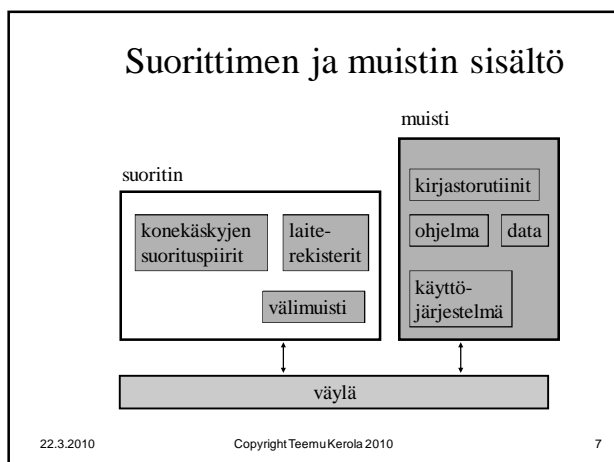 Suorittimen ja muistin sisältö
muisti
suoritin
kirjastorutiinit
konekäskyjen
suorituspiirit
laite-
rekisterit
ohjelma
data
välimuisti
käyttö-
järjestelmä
väylä
22.3.2010
Copyright Teemu Kerola 2010
7